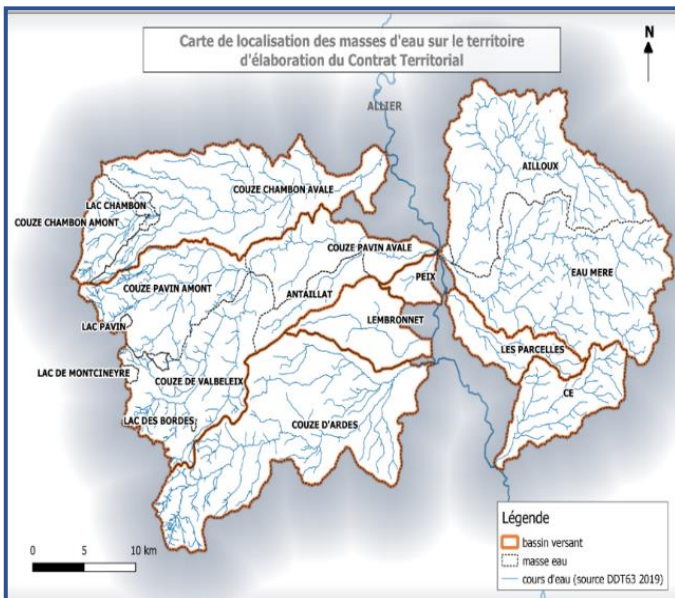 Carte de localisation des masses d'eau sur le territoire
d'élaboration du Contrat Territorial
N
ALLIER
AILLOUX
COUZE CHAMBON AVALE
LAC CHAMBON
COUZE CHAMBON AMONT
COUZE PAVIN AVALE
EAU MERE
PEIX
COUZE PAVIN AMONT
ANTAILLAT
LAC PAVIN
LEMBRONNET
LES PARCELLES
LAC DE MONTCINEYRE
COUZE DE VALBELEIX
CE
LAC DES BORDES
COUZE D'ARDES
Légende
bassin versant
masse eau
cours d'eau (source DDT63 2019)
0 5 10 km